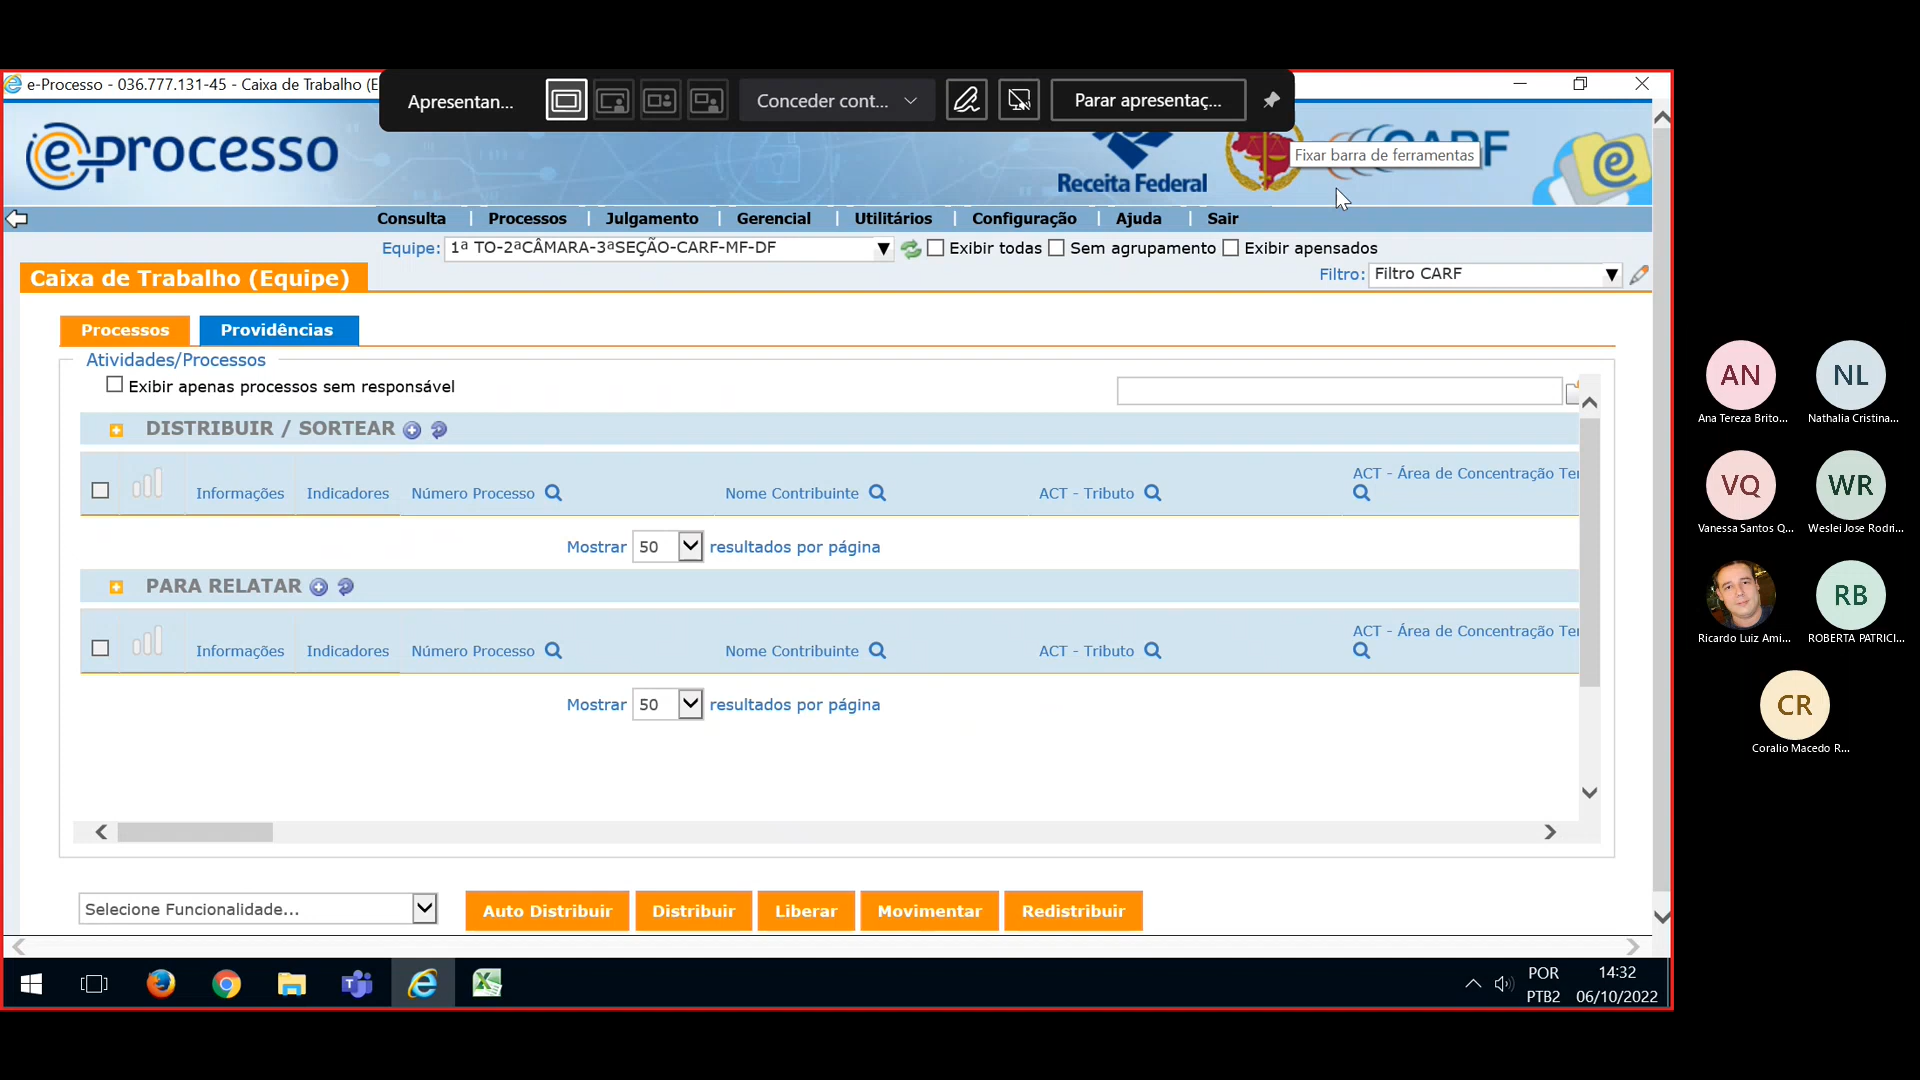 e-Processo - 036.777.131-45 - Caixa de Trabalho (E
Apresentan...
Conceder cont...
Parar apresentaç...
e-processo
Receita Federal
CARF
Fixar barra de ferramentas
Consulta | Processos | Julgamento | Gerencial | Utilitários | Configuração | Ajuda | Sair
Equipe: 1ª TO-2ªCÂMARA-3ªSEÇÃO-CARF-MF-DF Exibir todas Sem agrupamento Exibir apensados
Filtro: Filtro CARF
Caixa de Trabalho (Equipe)
Processos Providências
Atividades/Processos
Exibir apenas processos sem responsável
DISTRIBUIR / SORTEAR
Informações Indicadores Número Processo Nome Contribuinte ACT - Tributo ACT - Área de Concentração Te
Mostrar 50 resultados por página
PARA RELATAR
Informações Indicadores Número Processo Nome Contribuinte ACT - Tributo ACT - Área de Concentração Te
Mostrar 50 resultados por página
Selecione Funcionalidade...
Auto Distribuir Distribuir Liberar Movimentar Redistribuir
POR
PTB2
14:32
06/10/2022
AN
Ana Tereza Brito...
NL
Nathalia Cristina...
VQ
Vanessa Santos Q...
WR
Weslei Jose Rodri...
Ricardo Luiz Ami...
RB
ROBERTA PATRICI...
CR
Coralio Macedo R...